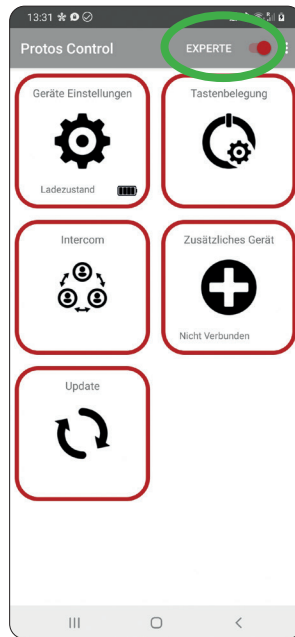 13:31
Protos Control EXPERTE
Geräte Einstellungen
Ladezustand
Tastenbelegung
Intercom
Zusätzliches Gerät
Nicht Verbunden
Update